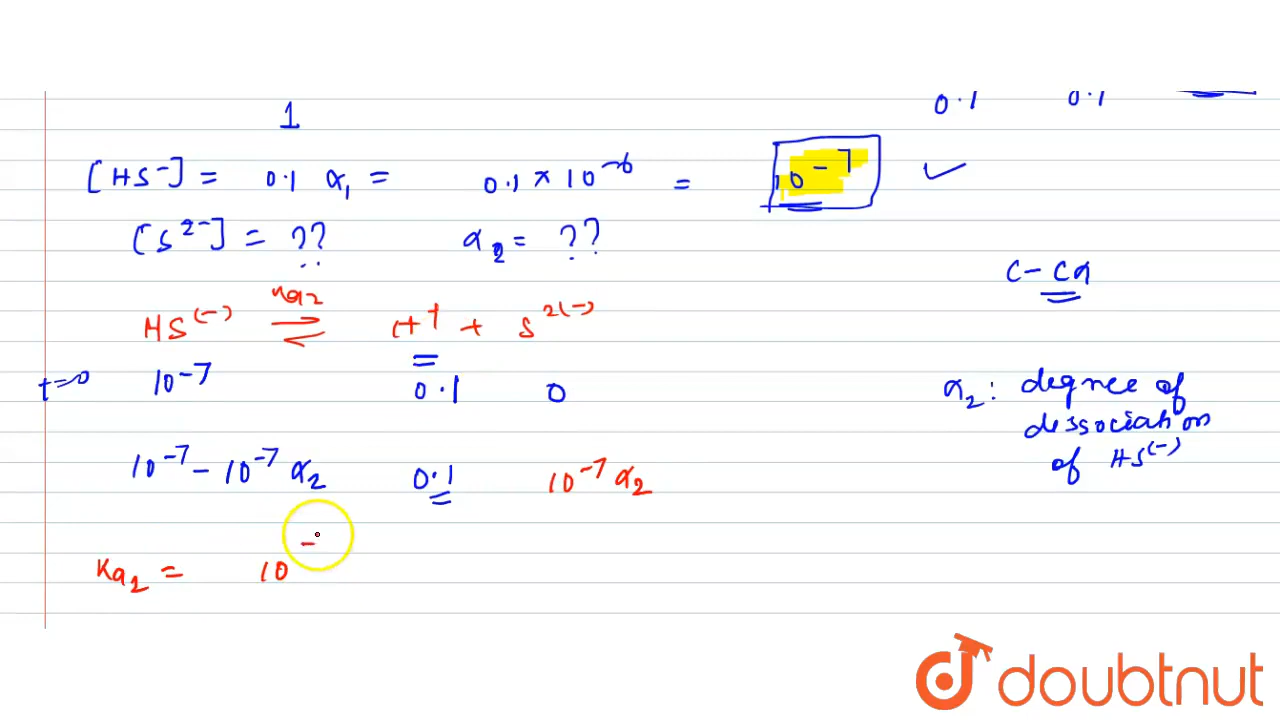 0.1 0.1
1
[HS⁻] = 0.1 α₁ = 0.1 × 10⁻⁶ = 10⁻⁷
[S²⁻] = ?? α₂ = ??
C - Cα
Ka₂
HS⁽⁻⁾ ⇌ H⁺ + S²⁽⁻⁾
t=0 10⁻⁷ 0.1 0
α₂ : degree of dissociation of HS⁽⁻⁾
10⁻⁷ - 10⁻⁷ α₂ 0.1 10⁻⁷ α₂
Ka₂ = 10⁻
doubtnut